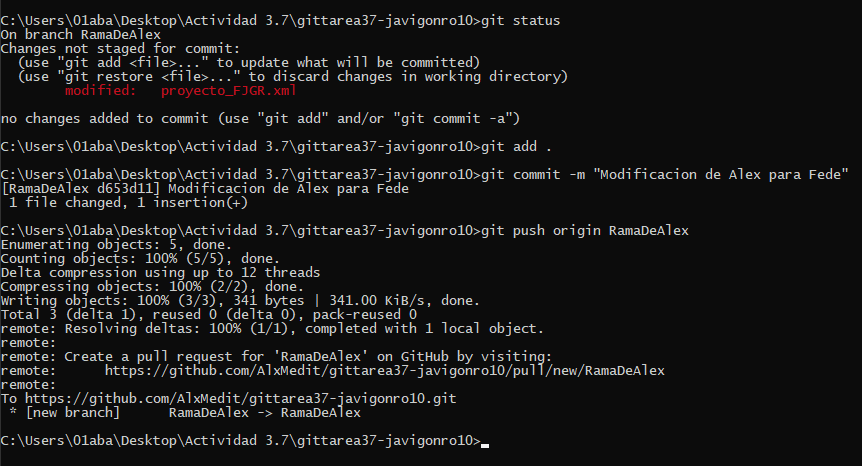 C:\Users\01aba\Desktop\Actividad 3.7\gittarea37-javigonro10>git status
On branch RamaDeAlex
Changes not staged for commit:
  (use "git add <file>..." to update what will be committed)
  (use "git restore <file>..." to discard changes in working directory)
        modified:   proyecto_FJGR.xml
no changes added to commit (use "git add" and/or "git commit -a")
C:\Users\01aba\Desktop\Actividad 3.7\gittarea37-javigonro10>git add .
C:\Users\01aba\Desktop\Actividad 3.7\gittarea37-javigonro10>git commit -m "Modificacion de Alex para Fede"
[RamaDeAlex d653d11] Modificacion de Alex para Fede
 1 file changed, 1 insertion(+)
C:\Users\01aba\Desktop\Actividad 3.7\gittarea37-javigonro10>git push origin RamaDeAlex
Enumerating objects: 5, done.
Counting objects: 100% (5/5), done.
Delta compression using up to 12 threads
Compressing objects: 100% (2/2), done.
Writing objects: 100% (3/3), 341 bytes | 341.00 KiB/s, done.
Total 3 (delta 1), reused 0 (delta 0), pack-reused 0
remote: Resolving deltas: 100% (1/1), completed with 1 local object.
remote:
remote: Create a pull request for 'RamaDeAlex' on GitHub by visiting:
remote:      https://github.com/AlxMedit/gittarea37-javigonro10/pull/new/RamaDeAlex
remote:
To https://github.com/AlxMedit/gittarea37-javigonro10.git
 * [new branch]      RamaDeAlex -> RamaDeAlex
C:\Users\01aba\Desktop\Actividad 3.7\gittarea37-javigonro10>